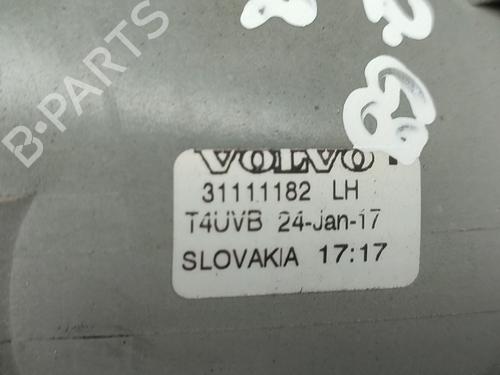 B-PARTS
VOLVO
31111182 LH
T4UVB 24-Jan-17
SLOVAKIA 17:17